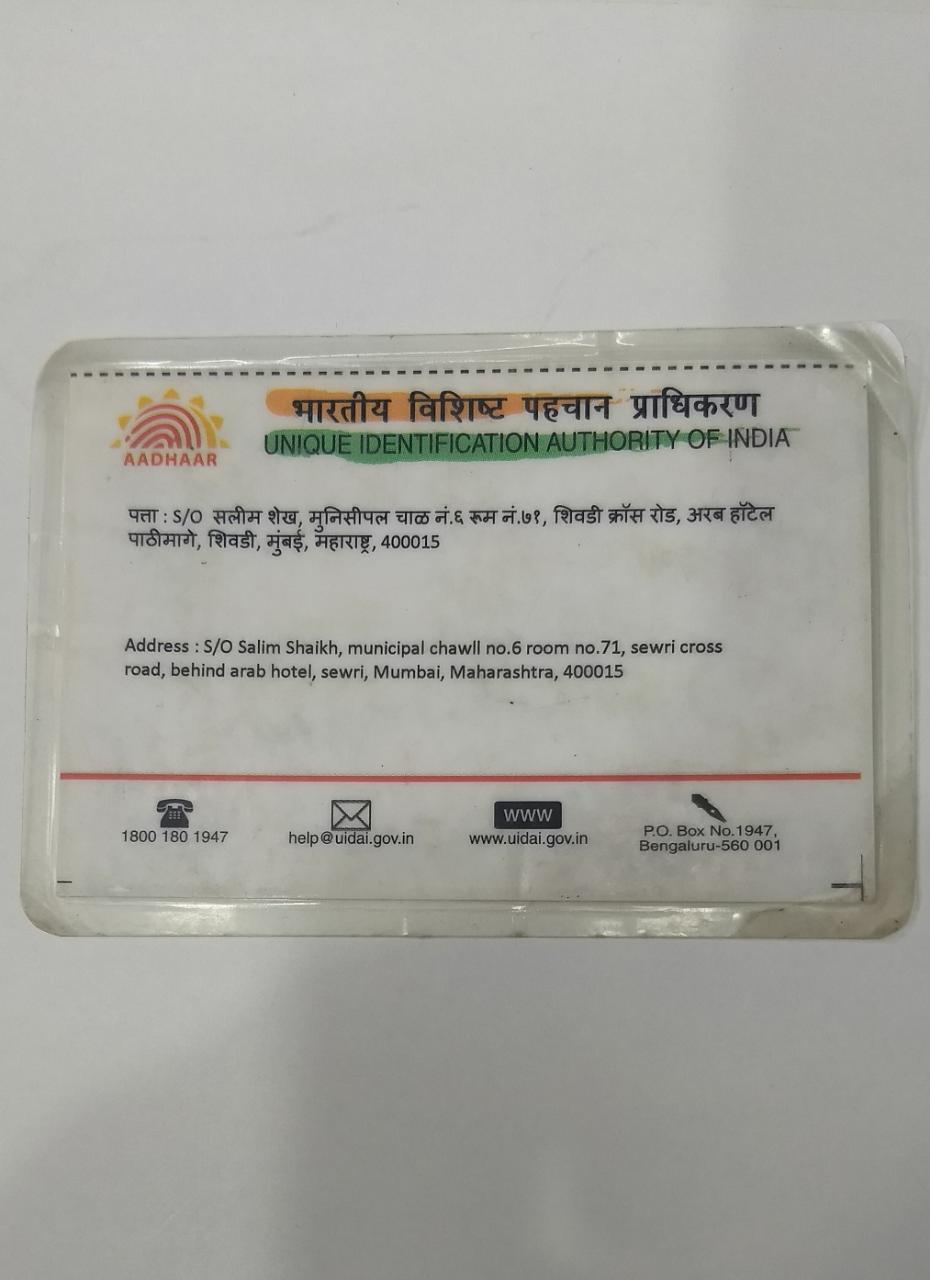 भारतीय विशिष्ट पहचान प्राधिकरण
AADHAAR
UNIQUE IDENTIFICATION AUTHORITY OF INDIA
पत्ता : S/O सलीम शेख, मुनिसीपल चाळ नं.६ रूम नं.७१, शिवडी क्रॉस रोड, अरब हॉटेल
पाठीमागे, शिवडी, मुंबई, महाराष्ट्र, 400015
Address : S/O Salim Shaikh, municipal chawll no.6 room no.71, sewri cross
road, behind arab hotel, sewri, Mumbai, Maharashtra, 400015
1800 180 1947
help@uidai.gov.in
WWW
www.uidai.gov.in
P.O. Box No.1947,
Bengaluru-560 001